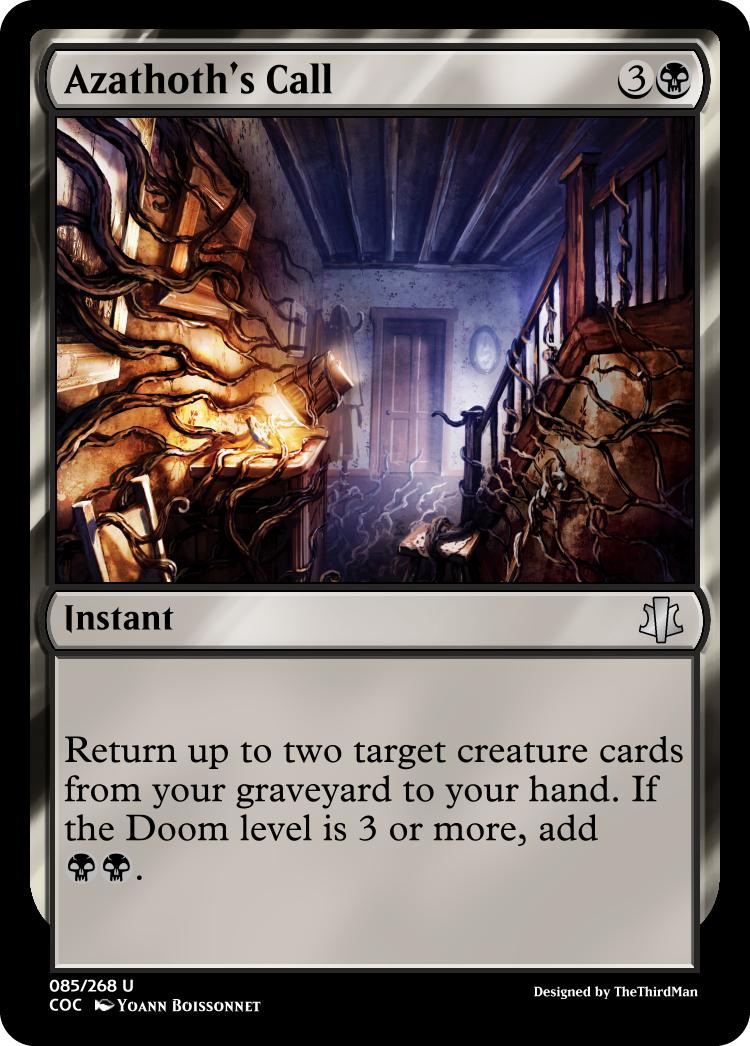 Azathoth's Call 3
Instant
Return up to two target creature cards
from your graveyard to your hand. If
the Doom level is 3 or more, add
.
085/268 U
COC Yoann Boissonnet
Designed by TheThirdMan